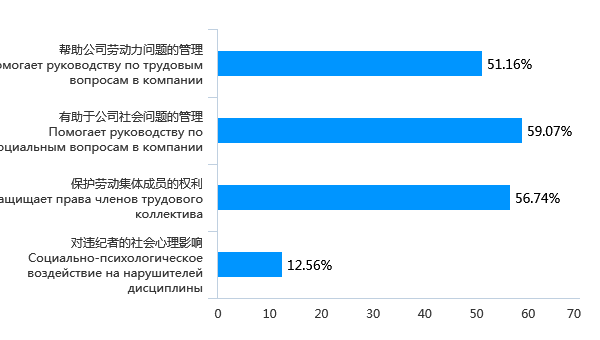 帮助公司劳动力问题的管理
омогает руководству по трудовым
вопросам в компании
51.16%
有助于公司社会问题的管理
Помогает руководству по
оциальным вопросам в компании
59.07%
保护劳动集体成员的权利
ащищает права членов трудового
коллектива
56.74%
对违纪者的社会心理影响
Социально-психологическое
воздействие на нарушителей
дисциплины
12.56%
0 10 20 30 40 50 60 70